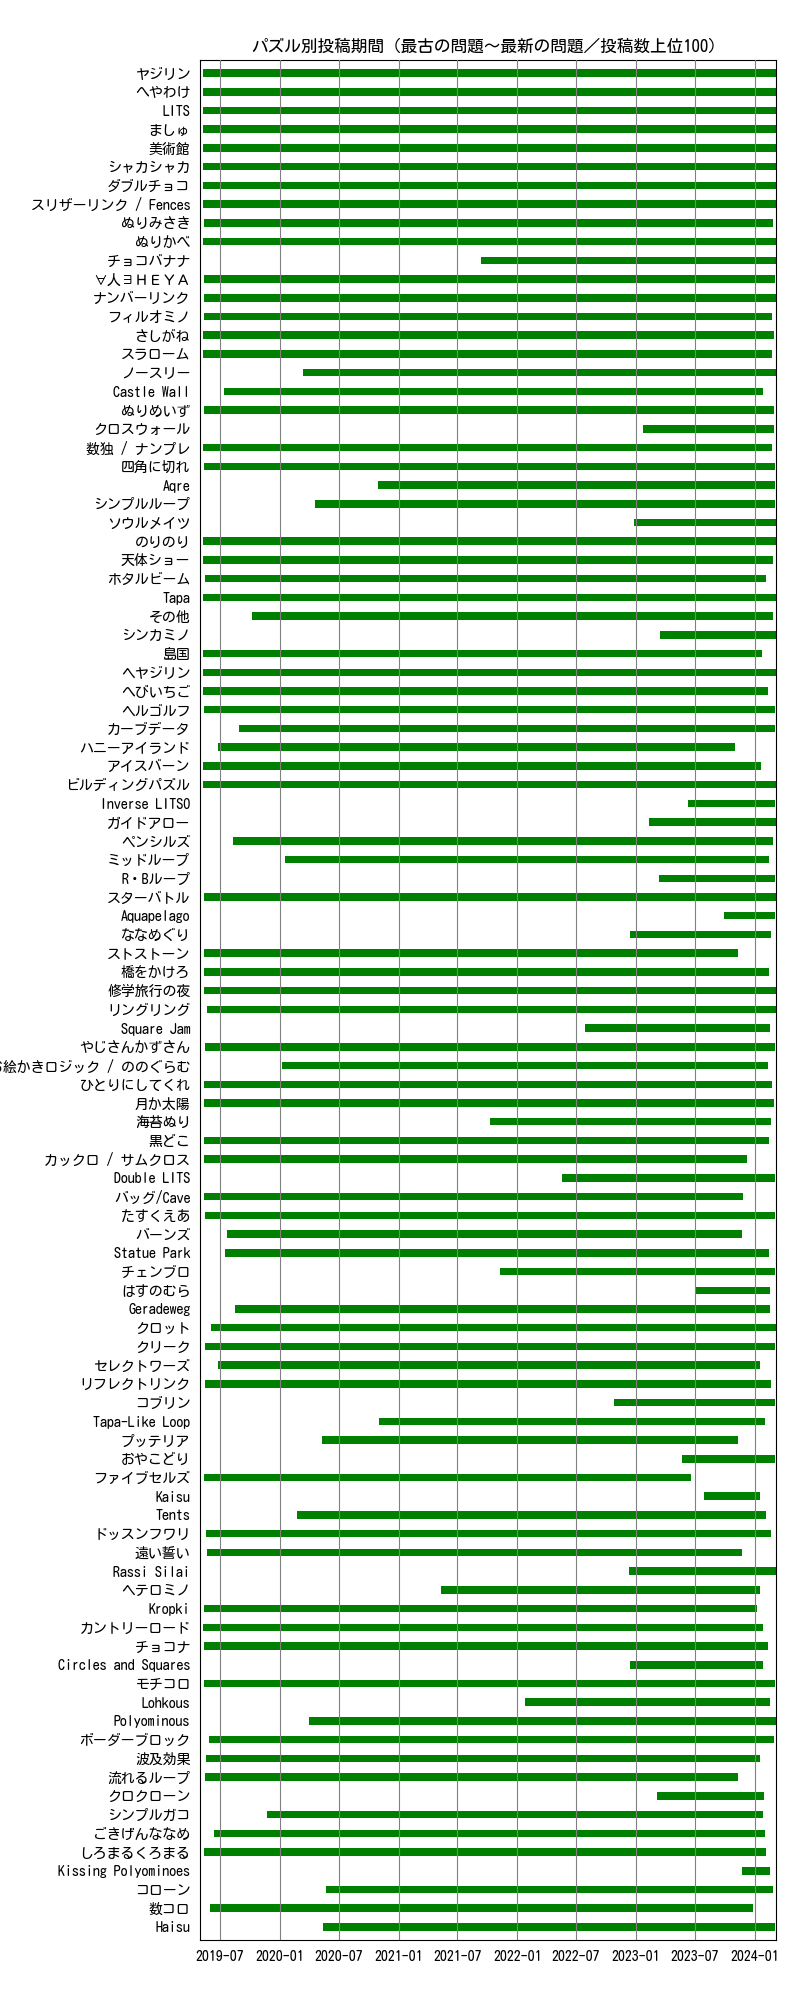 パズル別投稿期間（最古の問題～最新の問題／投稿数上位100）
ヤジリン
へやわけ
LITS
ましゅ
美術館
シャカシャカ
ダブルチョコ
スリザーリンク / Fences
ぬりみさき
ぬりかべ
チョコバナナ
∀人∃ＨＥＹＡ
ナンバーリンク
フィルオミノ
さしがね
スラローム
ノースリー
Castle Wall
ぬりめいず
クロスウォール
数独 / ナンプレ
四角に切れ
Aqre
シンプルループ
ソウルメイツ
のりのり
天体ショー
ホタルビーム
Tapa
その他
シンカミノ
島国
ヘヤジリン
へびいちご
ヘルゴルフ
カーブデータ
ハニーアイランド
アイスバーン
ビルディングパズル
Inverse LITSO
ガイドアロー
ペンシルズ
ミッドループ
R・Bループ
スターバトル
Aquapelago
ななめぐり
ストストーン
橋をかけろ
修学旅行の夜
リングリング
Square Jam
やじさんかずさん
絵かきロジック / ののぐらむ
ひとりにしてくれ
月か太陽
海苔ぬり
黒どこ
カックロ / サムクロス
Double LITS
バッグ/Cave
たすくえあ
バーンズ
Statue Park
チェンブロ
はすのむら
Geradeweg
クロット
クリーク
セレクトワーズ
リフレクトリンク
コブリン
Tapa-Like Loop
プッテリア
おやこどり
ファイブセルズ
Kaisu
Tents
ドッスンフワリ
遠い誓い
Rassi Silai
ヘテロミノ
Kropki
カントリーロード
チョコナ
Circles and Squares
モチコロ
Lohkous
Polyominous
ボーダーブロック
波及効果
流れるループ
クロクローン
シンプルガコ
ごきげんななめ
しろまるくろまる
Kissing Polyominoes
コローン
数コロ
Haisu
2019-07 2020-01 2020-07 2021-01 2021-07 2022-01 2022-07 2023-01 2023-07 2024-01